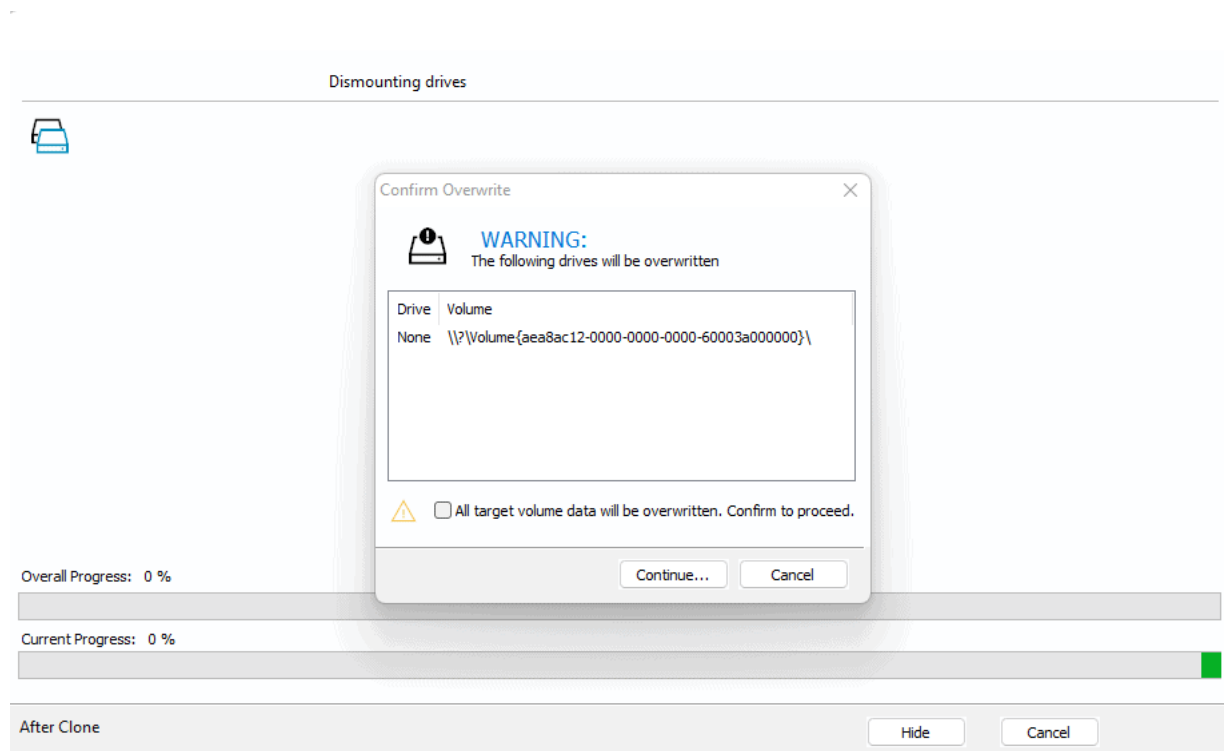 Dismounting drives
Confirm Overwrite
WARNING:
The following drives will be overwritten
Drive Volume
None \\?\Volume{aea8ac12-0000-0000-0000-60003a000000}\
All target volume data will be overwritten. Confirm to proceed.
Continue... Cancel
Overall Progress: 0 %
Current Progress: 0 %
After Clone Hide Cancel